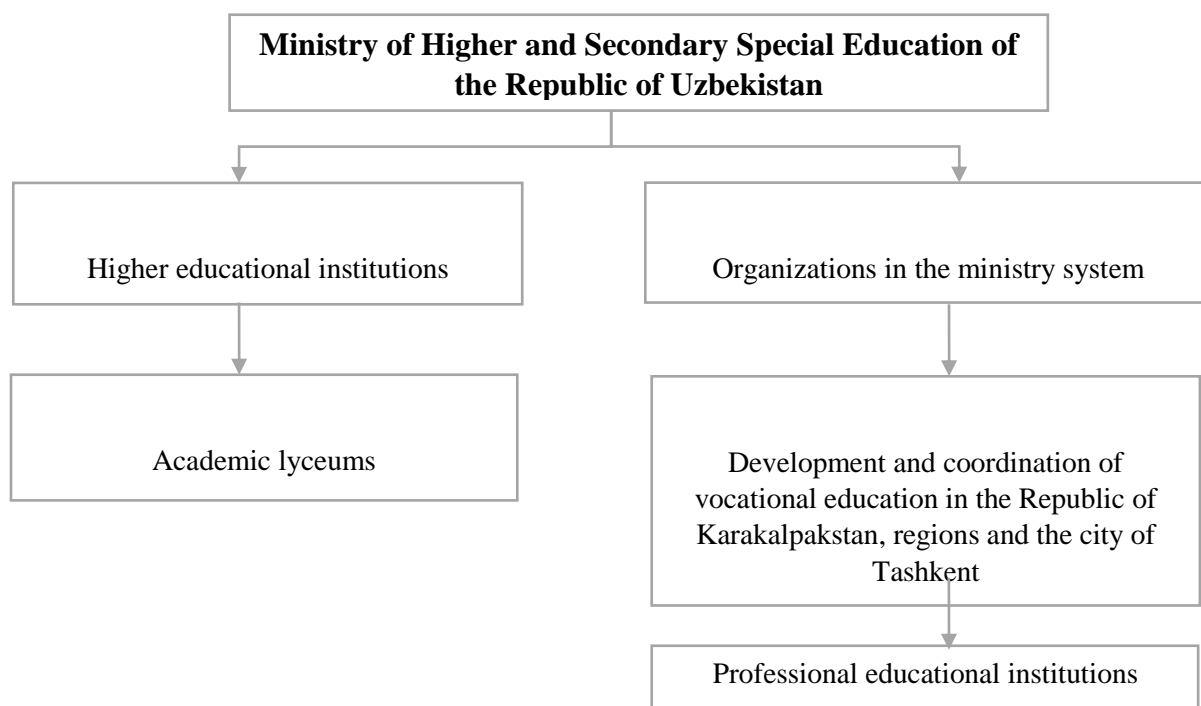 Ministry of Higher and Secondary Special Education of
the Republic of Uzbekistan
Higher educational institutions
Organizations in the ministry system
Academic lyceums
Development and coordination of
vocational education in the Republic of
Karakalpakstan, regions and the city of
Tashkent
Professional educational institutions